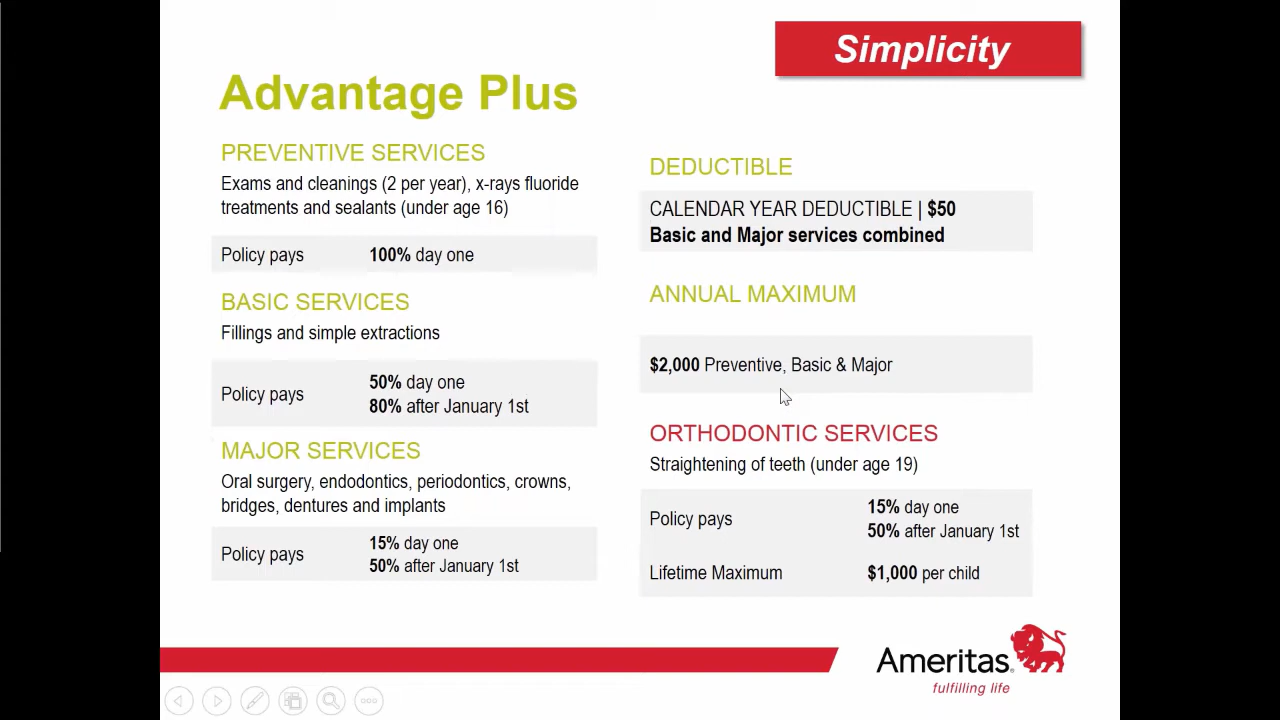 Simplicity
Advantage Plus
PREVENTIVE SERVICES
Exams and cleanings (2 per year), x-rays fluoride
treatments and sealants (under age 16)
Policy pays 100% day one
BASIC SERVICES
Fillings and simple extractions
Policy pays
50% day one
80% after January 1st
MAJOR SERVICES
Oral surgery, endodontics, periodontics, crowns,
bridges, dentures and implants
Policy pays
15% day one
50% after January 1st
DEDUCTIBLE
CALENDAR YEAR DEDUCTIBLE | $50
Basic and Major services combined
ANNUAL MAXIMUM
$2,000 Preventive, Basic & Major
ORTHODONTIC SERVICES
Straightening of teeth (under age 19)
Policy pays
15% day one
50% after January 1st
Lifetime Maximum $1,000 per child
Ameritas
fulfilling life